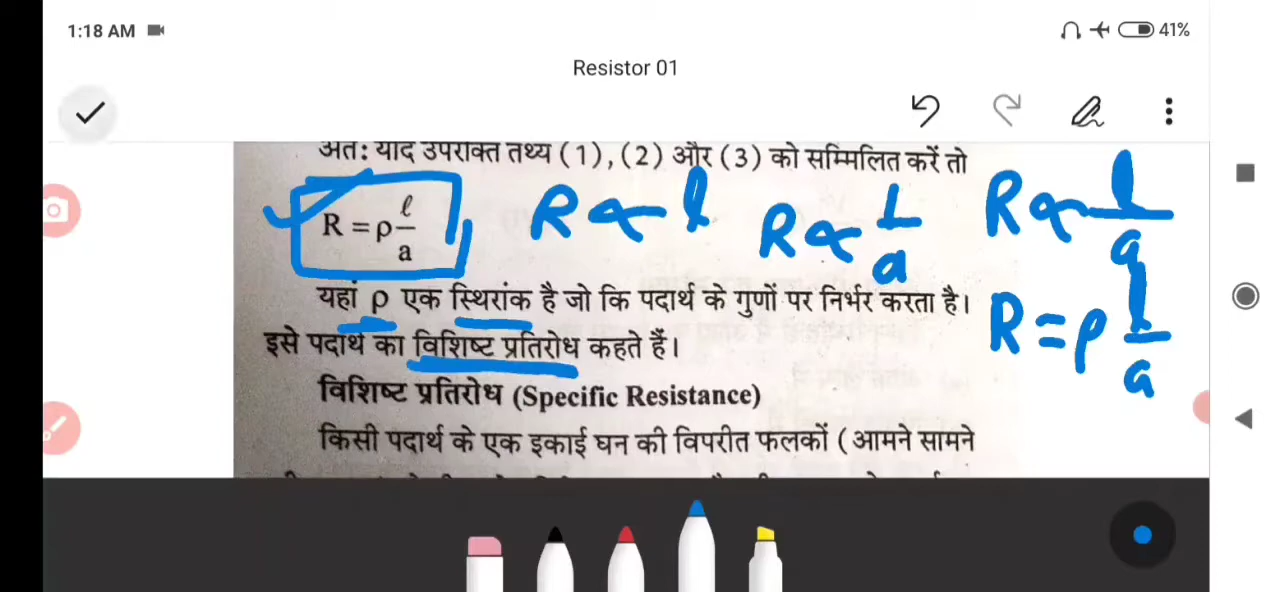 1:18 AM 41%
Resistor 01
अतः यदि उपरोक्त तथ्य (1), (2) और (3) को सम्मिलित करें तो
R = ρ ℓ/a R ∝ l R ∝ 1/a R ∝ l/a
यहां ρ एक स्थिरांक है जो कि पदार्थ के गुणों पर निर्भर करता है।
R = ρ l/a
इसे पदार्थ का विशिष्ट प्रतिरोध कहते हैं।
विशिष्ट प्रतिरोध (Specific Resistance)
किसी पदार्थ के एक इकाई घन की विपरीत फलकों (आमने सामने